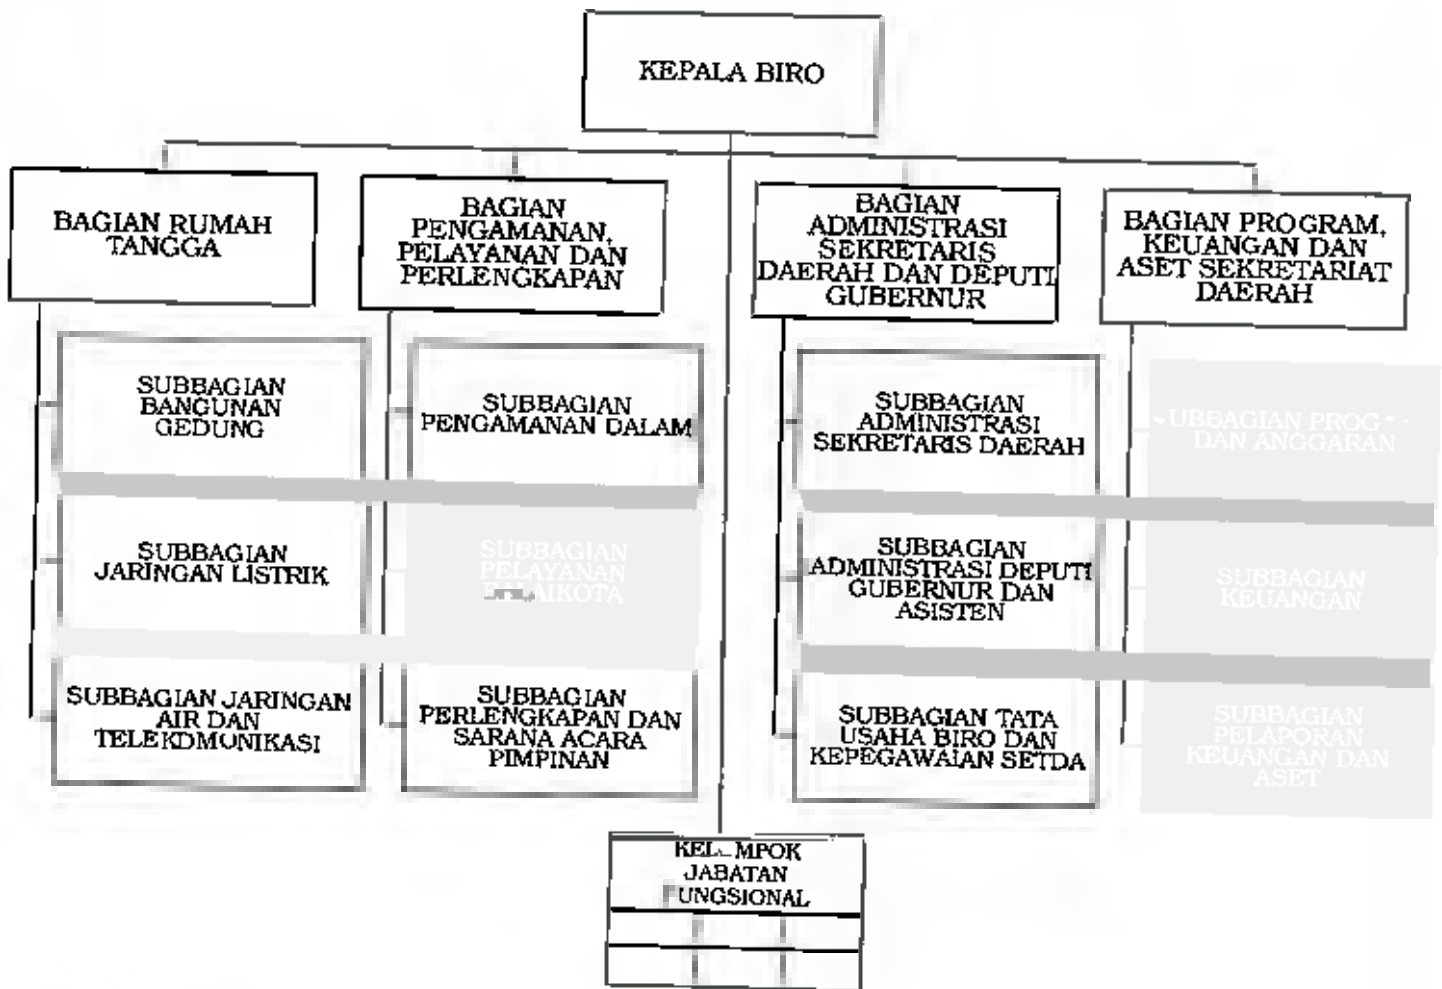 KEPALA BIRO
BAGIAN RUMAH
TANGGA
BAGIAN
PENGAMANAN,
PELAYANAN DAN
PERLENGKAPAN
BAGIAN
ADMINISTRASI
SEKRETARIS
DAERAH DAN DEPUTI
GUBERNUR
BAGIAN PROGRAM,
KEUANGAN DAN
ASET SEKRETARIAT
DAERAH
SUBBAGIAN
BANGUNAN
GEDUNG
SUBBAGIAN
PENGAMANAN DALAM
SUBBAGIAN
ADMINISTRASI
SEKRETARIS DAERAH
DAN ANGGARAN
SUBBAGIAN
JARINGAN LISTRIK
SUBBAGIAN
PELAYANAN
SUBBAGIAN
ADMINISTRASI DEPUTI
GUBERNUR DAN
ASISTEN
SUBBAGIAN
KEUANGAN
SUBBAGIAN JARINGAN
AIR DAN
TELEKOMUNIKASI
SUBBAGIAN
PERLENGKAPAN DAN
SARANA ACARA
PIMPINAN
SUBBAGIAN TATA
USAHA BIRO DAN
KEPEGAWAIAN SETDA
SUBBAGIAN
PELAPORAN
KEUANGAN DAN
ASET
JABATAN
FUNGSIONAL